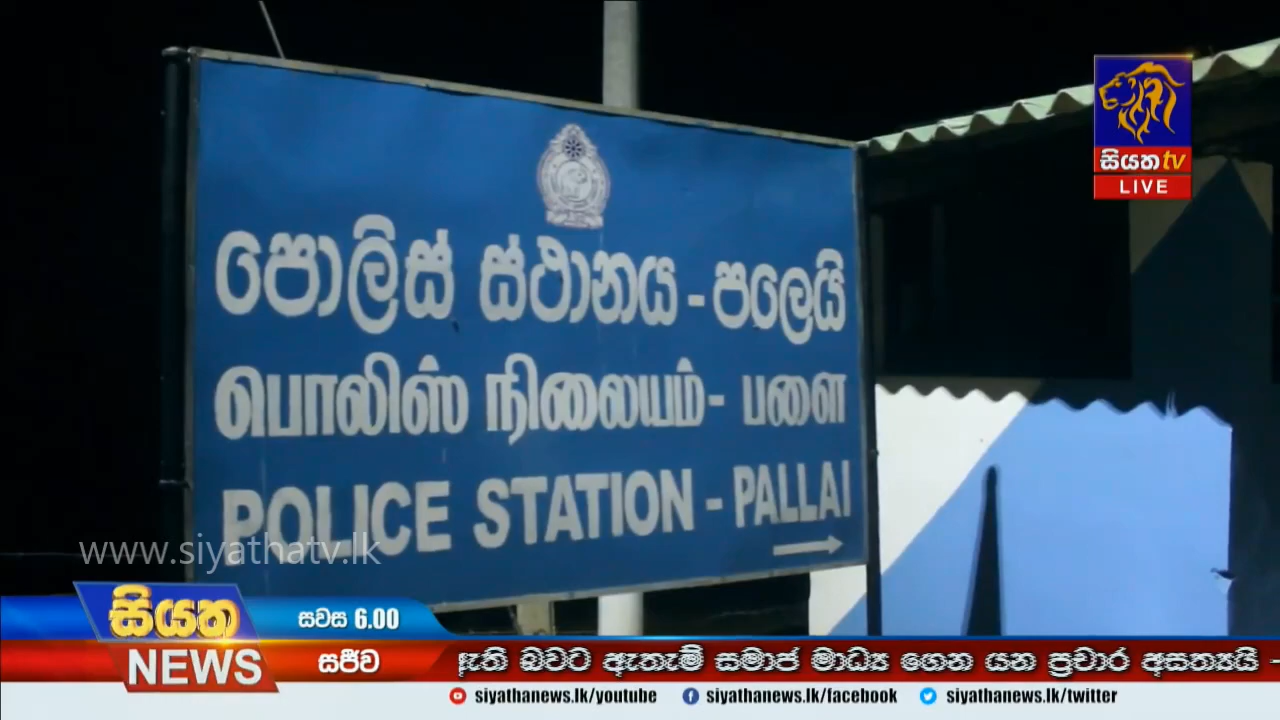 සියත tv
LIVE
පොලිස් ස්ථානය - පලෙයි
பொலிஸ் நிலையம் - பளை
POLICE STATION - PALLAI
www.siyathatv.lk
සියත
NEWS
සවස 6.00
සජීව
ඇති බවට ඇතැම් සමාජ මාධ්‍ය ගෙන යන ප්‍රචාර අසත්‍යයි -
siyathanews.lk/youtube
siyathanews.lk/facebook
siyathanews.lk/twitter